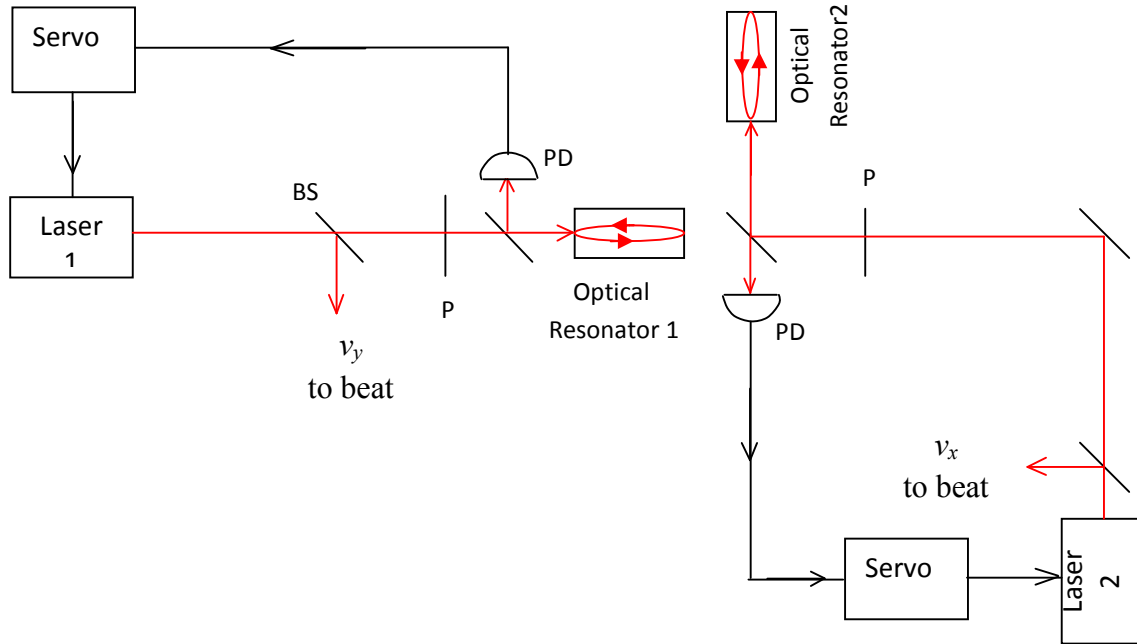 Servo
Laser
1
BS
P
PD
Optical
Resonator 1
v_y
to beat
Optical
Resonator2
P
PD
v_x
to beat
Servo
Laser
2